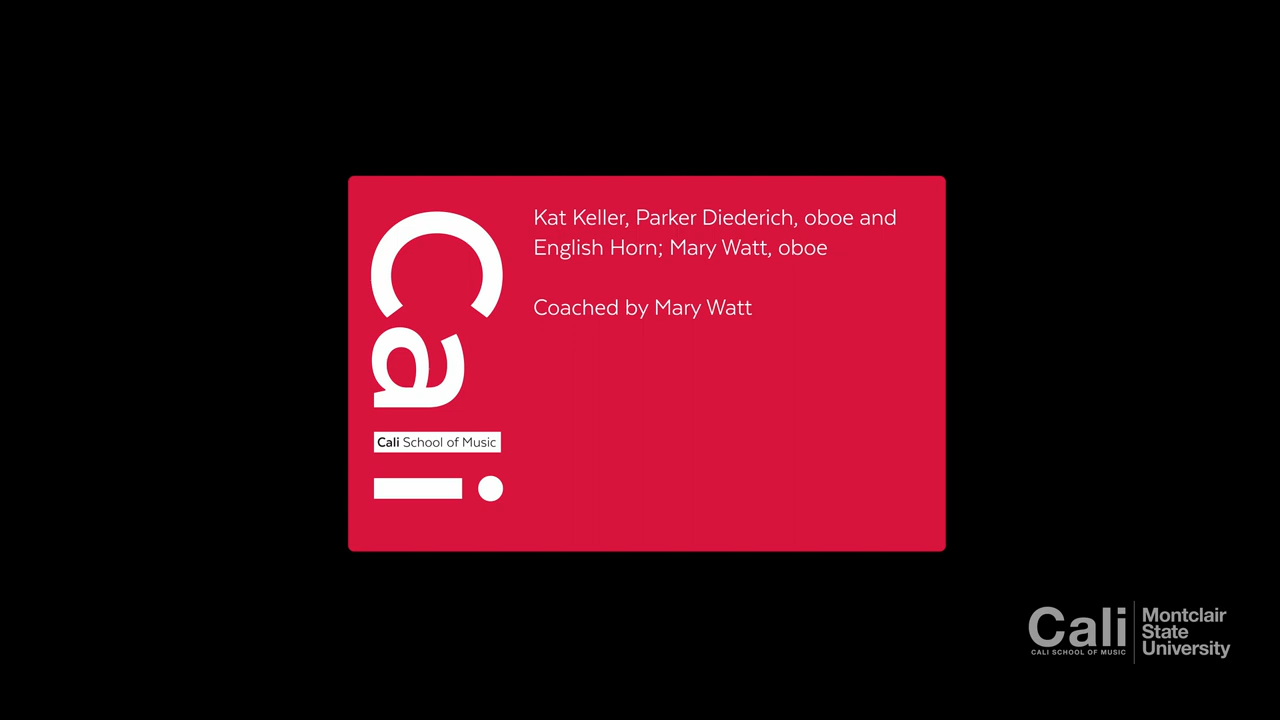 Kat Keller, Parker Diederich, oboe and
English Horn; Mary Watt, oboe
Coached by Mary Watt
Cali
Cali School of Music
Cali
CALI SCHOOL OF MUSIC
Montclair
State
University